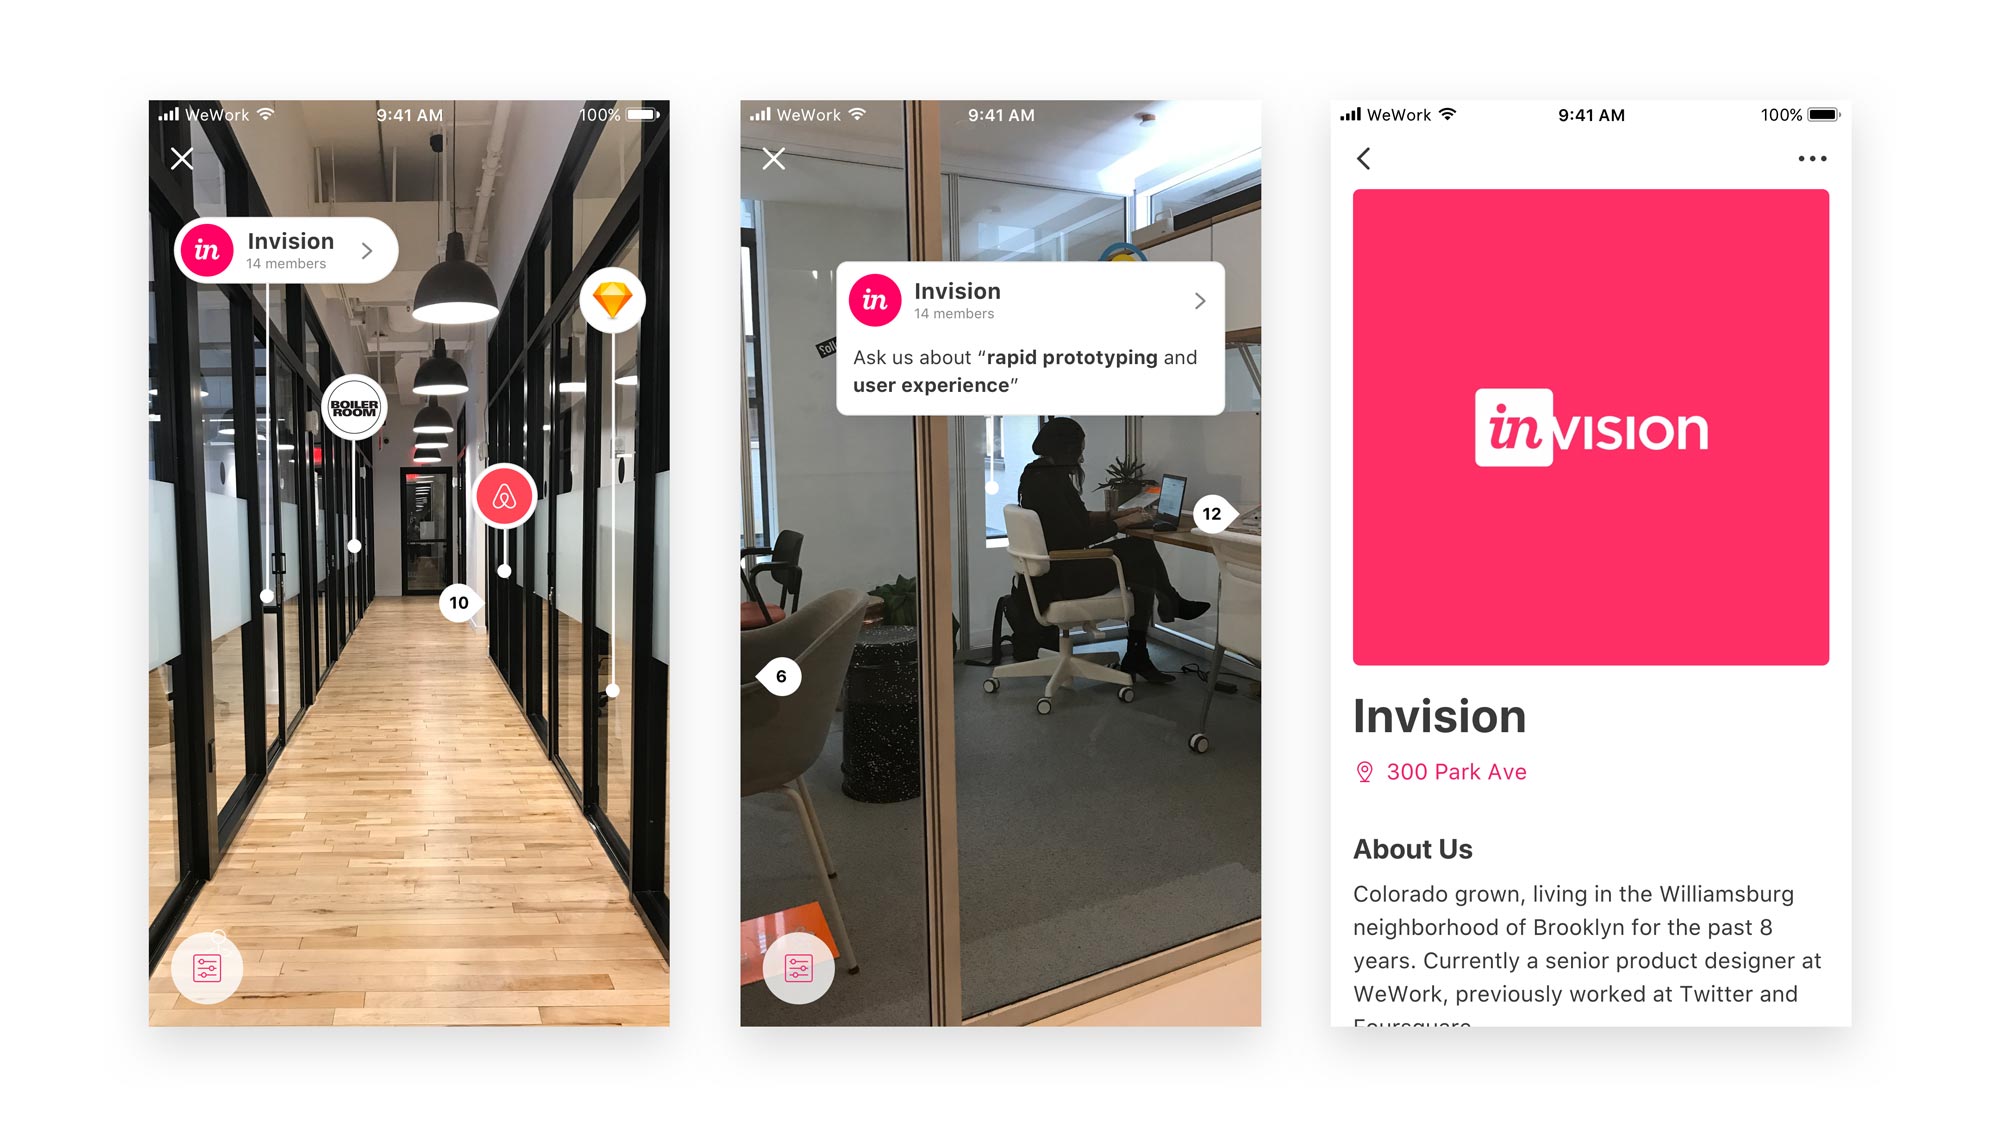 WeWork 9:41 AM 100%
in Invision
14 members
BOILER
ROOM
10
WeWork 9:41 AM
in Invision
14 members
Ask us about “rapid prototyping and
user experience”
12
6
WeWork 9:41 AM 100%
invision
Invision
300 Park Ave
About Us
Colorado grown, living in the Williamsburg
neighborhood of Brooklyn for the past 8
years. Currently a senior product designer at
WeWork, previously worked at Twitter and
Foursquare